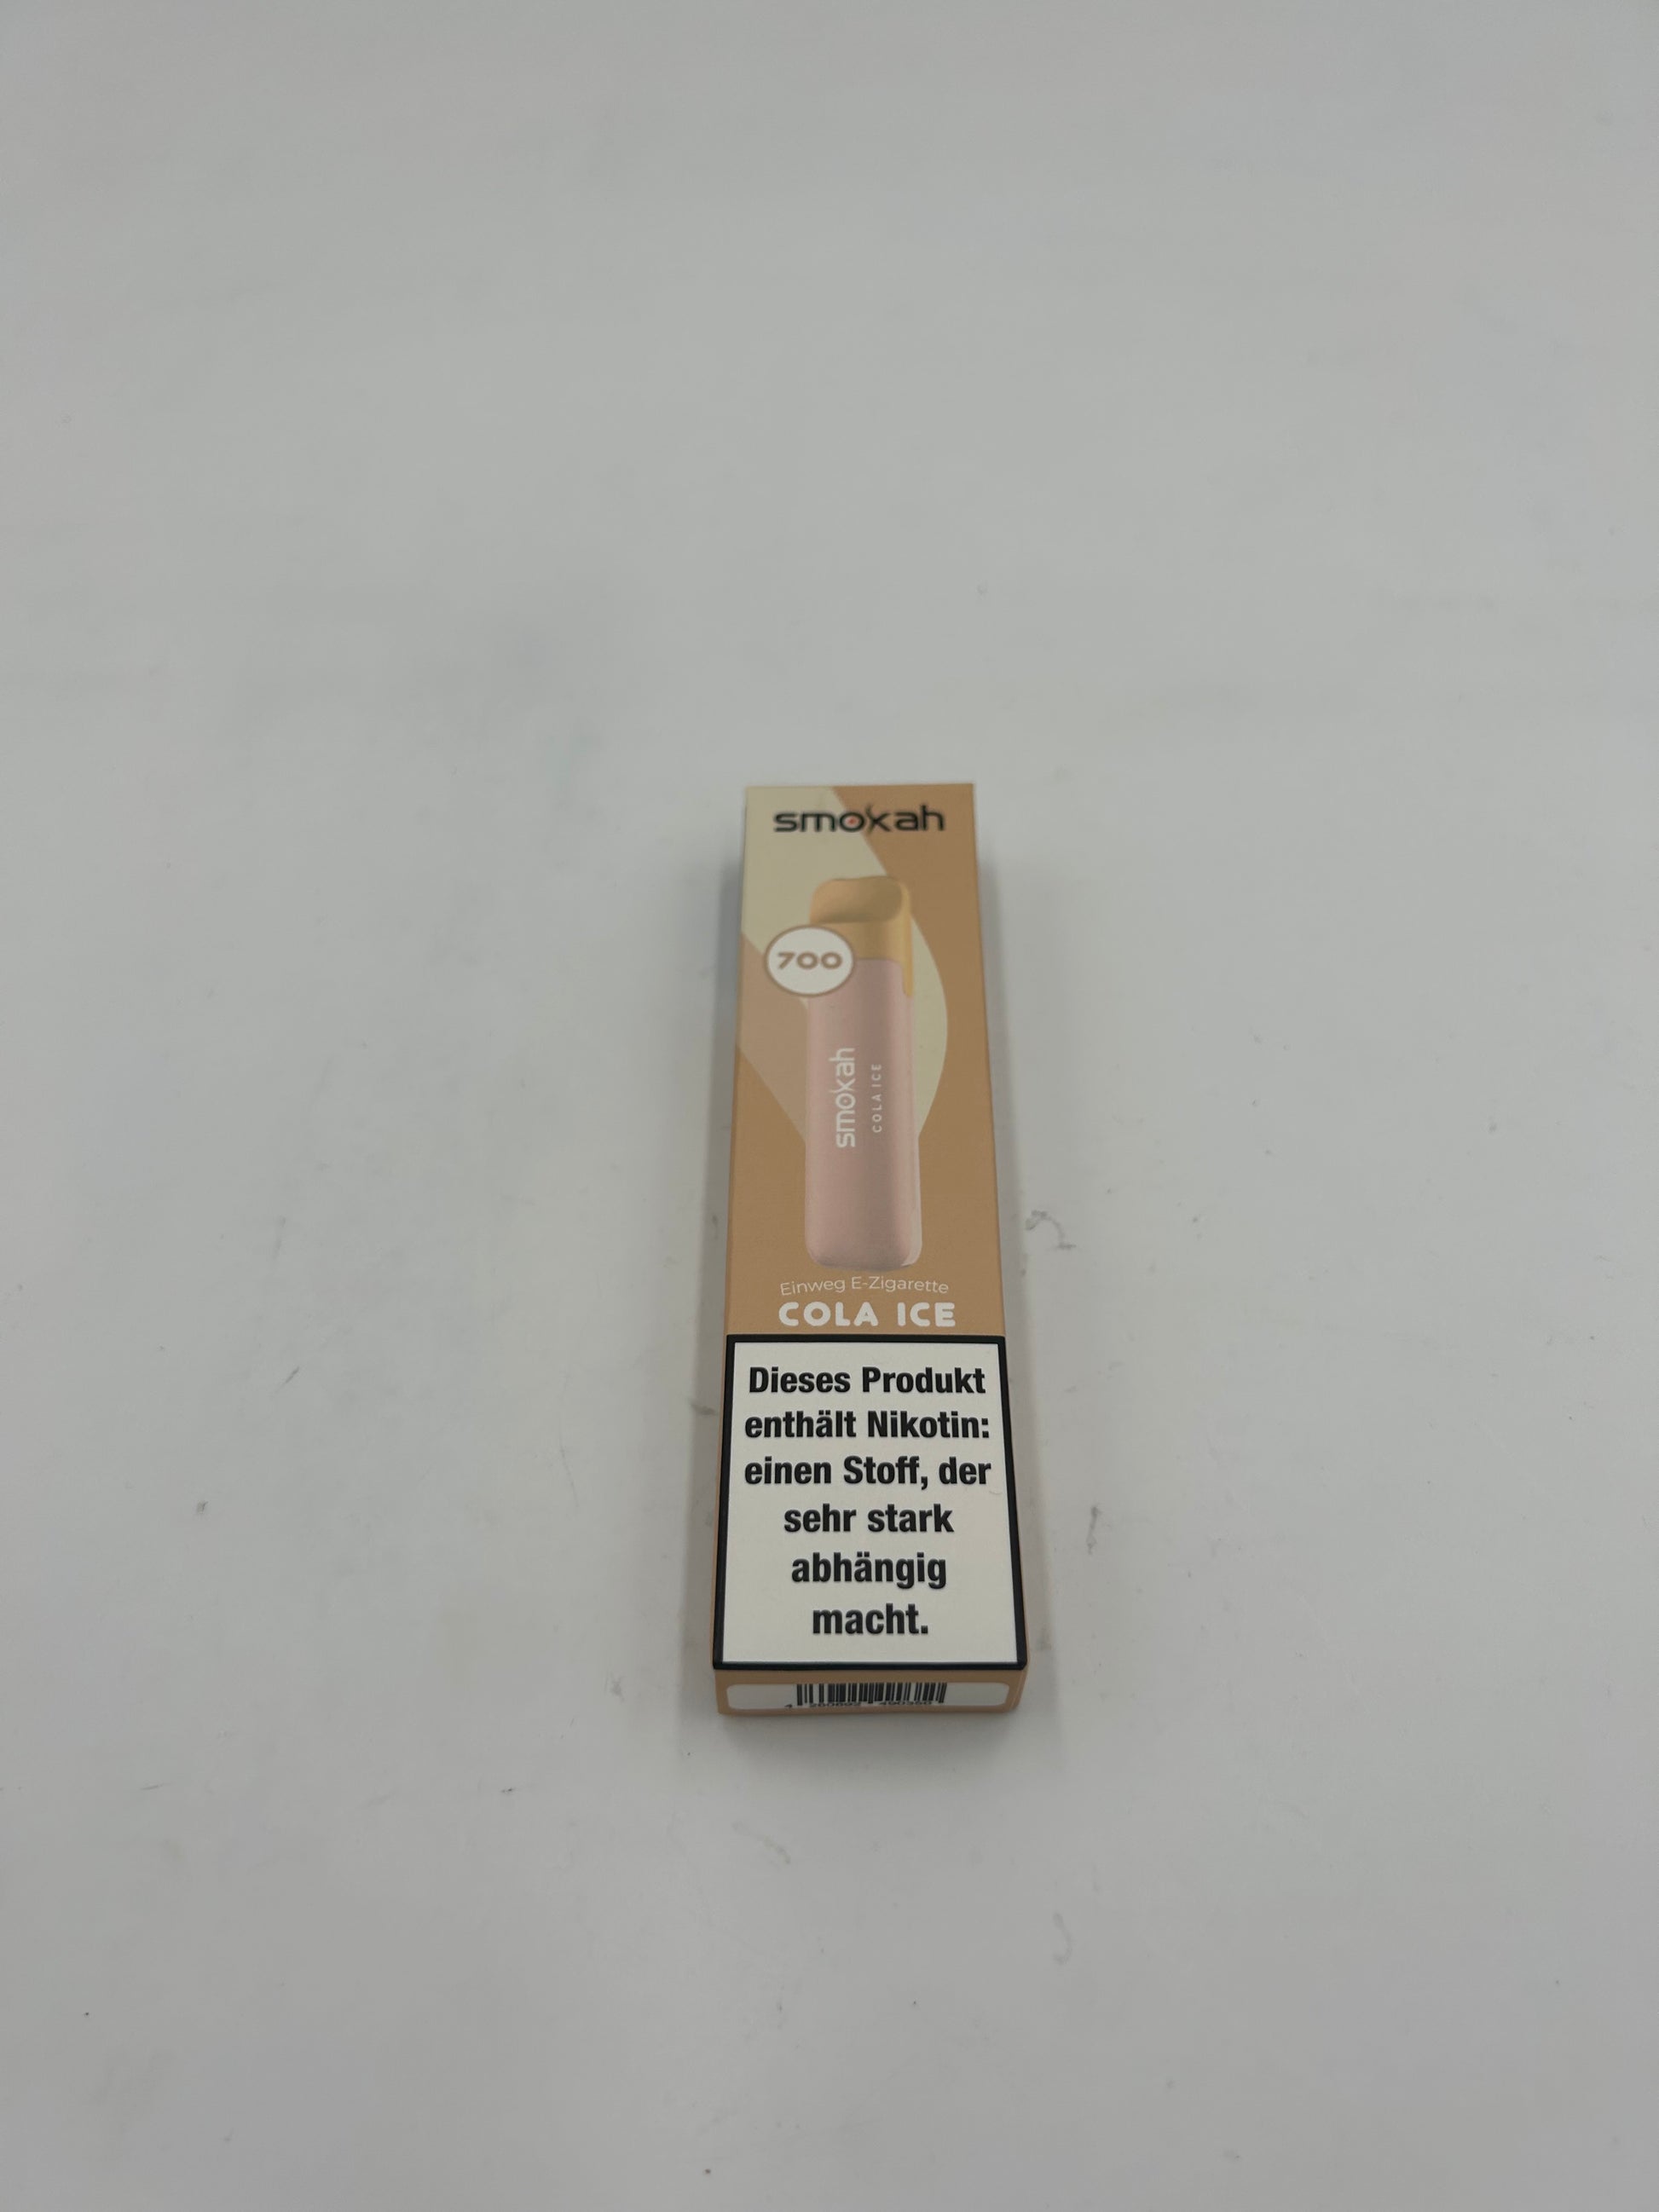 smokah
700
smokah
COLA ICE
Einweg E-Zigarette
COLA ICE
Dieses Produkt
enthält Nikotin:
einen Stoff, der
sehr stark
abhängig
macht.